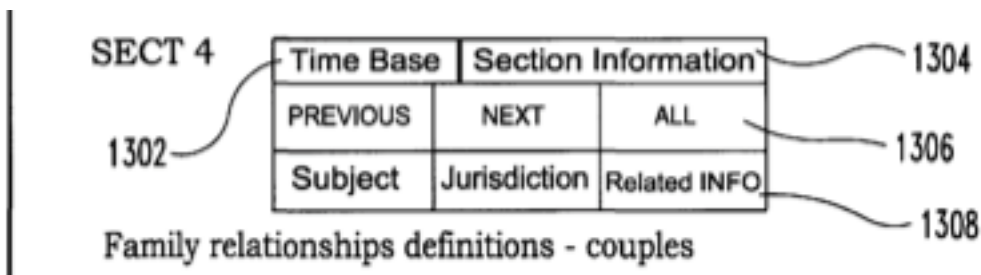 SECT 4
Time Base Section Information 1304
PREVIOUS NEXT ALL
1302 1306
Subject Jurisdiction Related INFO
1308
Family relationships definitions - couples